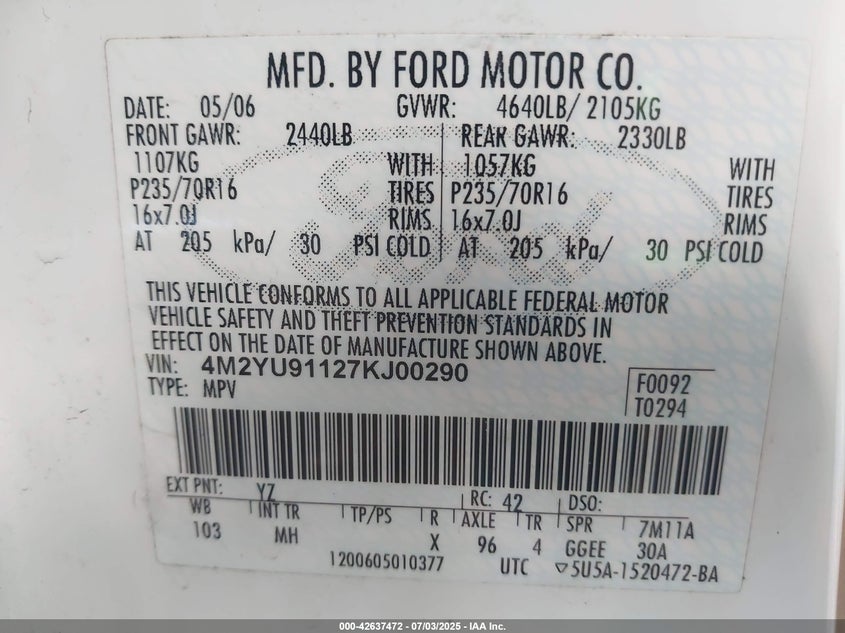 MFD. BY FORD MOTOR CO.
DATE: 05/06 GVWR: 4640LB/ 2105KG
FRONT GAWR: 2440LB REAR GAWR: 2330LB
1107KG WITH 1057KG WITH
P235/70R16 TIRES P235/70R16 TIRES
16x7.0J RIMS 16x7.0J RIMS
AT 205 kPa/ 30 PSI COLD AT 205 kPa/ 30 PSI COLD
THIS VEHICLE CONFORMS TO ALL APPLICABLE FEDERAL MOTOR
VEHICLE SAFETY AND THEFT PREVENTION STANDARDS IN
EFFECT ON THE DATE OF MANUFACTURE SHOWN ABOVE.
VIN: 4M2YU91127KJ00290
TYPE: MPV
F0092
T0294
EXT PNT: YZ RC: 42 DSO:
WB INT TR TP/PS R AXLE TR SPR 7M11A
103 MH X 96 4 GGEE 30A
1200605010377 UTC ▽5U5A-1520472-BA
Ford
000-42637472 - 07/03/2025 - IAA Inc.